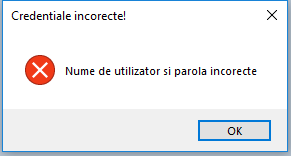 Credentiale incorecte!
Nume de utilizator si parola incorecte
OK